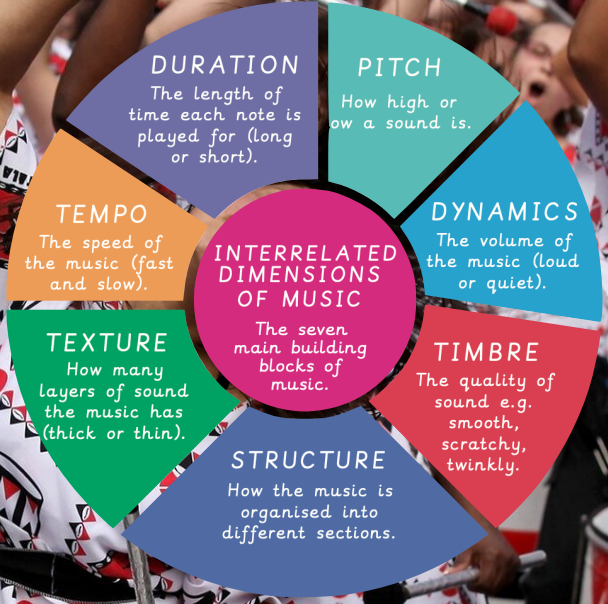 DURATION
The length of
time each note is
played for (long
or short).
PITCH
How high or
ow a sound is.
DYNAMICS
The volume of
the music (loud
or quiet).
TIMBRE
The quality of
sound e.g.
smooth,
scratchy,
twinkly.
STRUCTURE
How the music is
organised into
different sections.
TEXTURE
How many
layers of sound
the music has
(thick or thin).
TEMPO
The speed of
the music (fast
and slow).
INTERRELATED
DIMENSIONS
OF MUSIC
The seven
main building
blocks of
music.